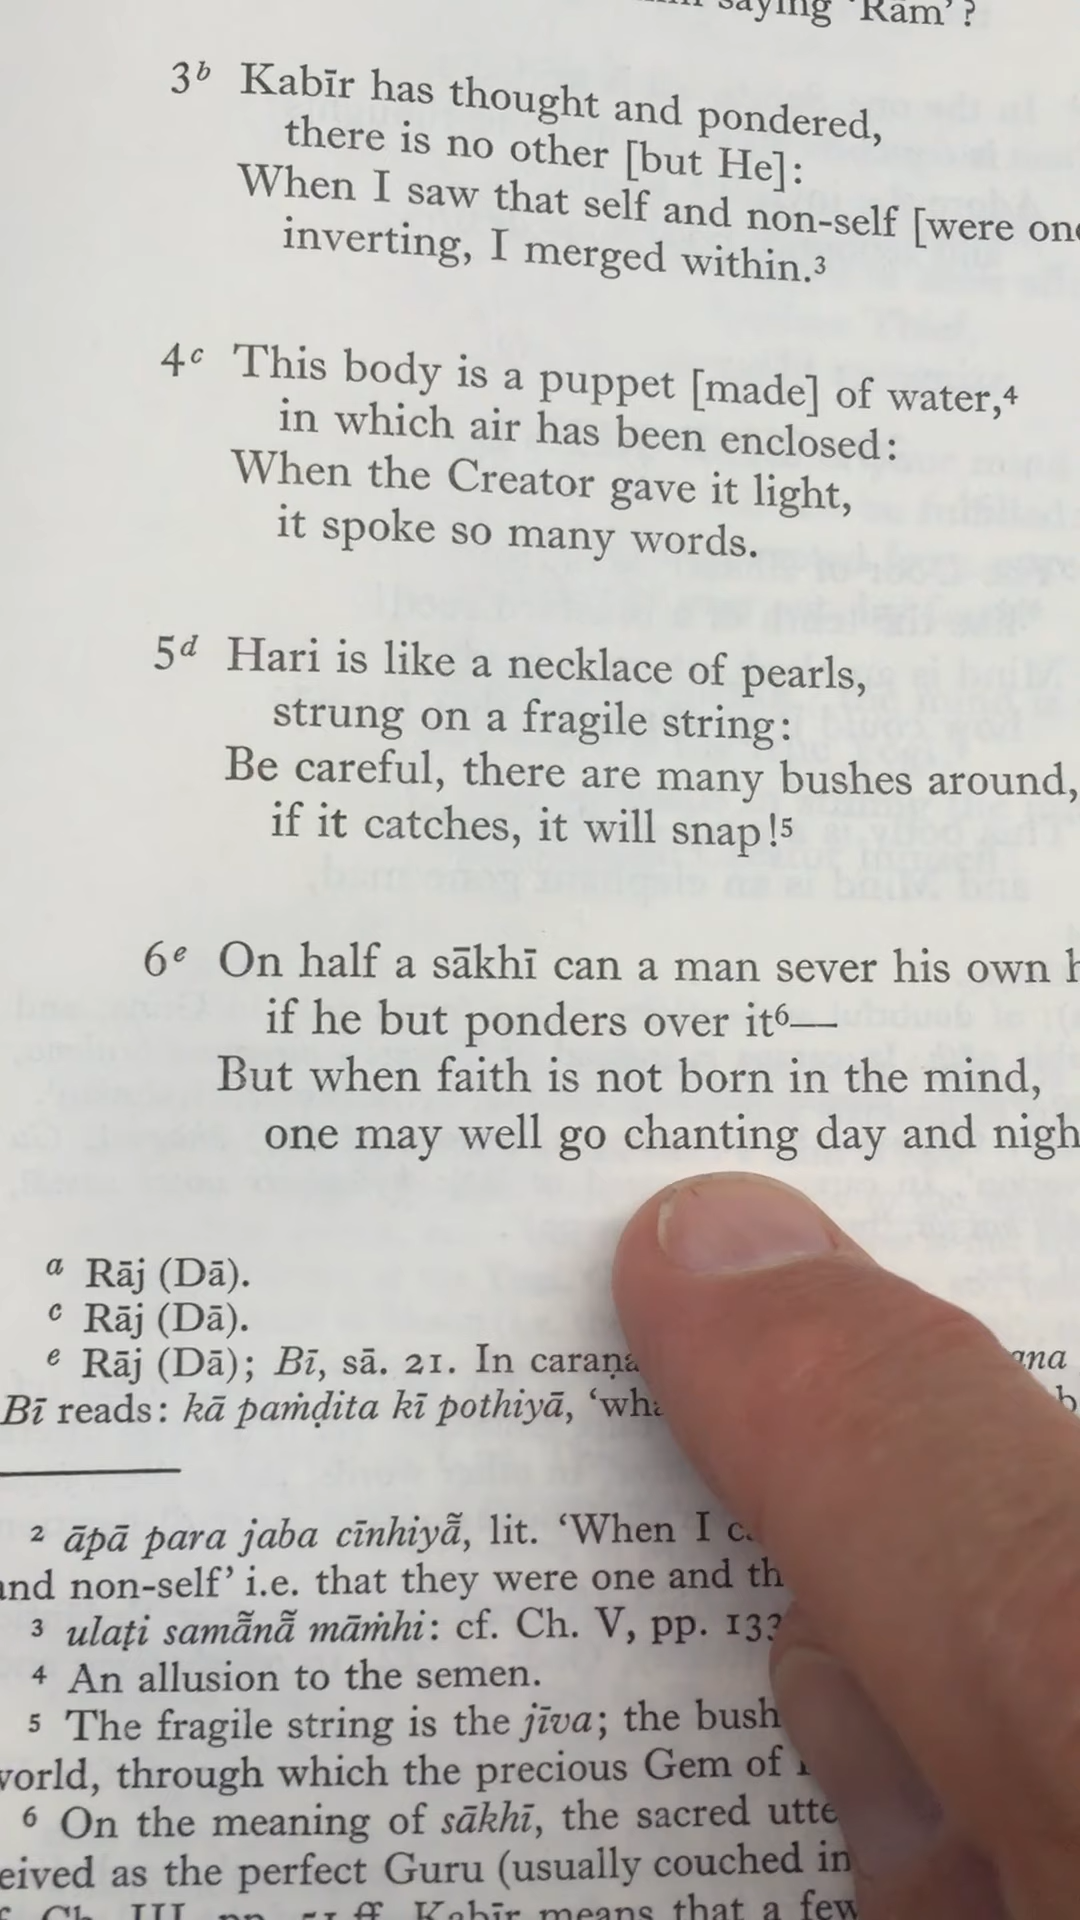 saying ‘Rām’?
3ᵇ Kabīr has thought and pondered,
there is no other [but He]:
When I saw that self and non-self [were one
inverting, I merged within.³
4ᶜ This body is a puppet [made] of water,⁴
in which air has been enclosed:
When the Creator gave it light,
it spoke so many words.
5ᵈ Hari is like a necklace of pearls,
strung on a fragile string:
Be careful, there are many bushes around,
if it catches, it will snap!⁵
6ᵉ On half a sākhī can a man sever his own
if he but ponders over it⁶—
But when faith is not born in the mind,
one may well go chanting day and nigh
ᵃ Rāj (Dā).
ᶜ Rāj (Dā).
ᵉ Rāj (Dā); Bī, sā. 21. In caraṇa
Bī reads: kā paṁḍita kī pothiyā,
² āpā para jaba cīnhiyā̃, lit. ‘When I
and non-self’ i.e. that they were one and th
³ ulaṭi samā̃nā̃ māṁhi: cf. Ch. V, pp. 133
⁴ An allusion to the semen.
⁵ The fragile string is the jīva; the bush
world, through which the precious Gem of
⁶ On the meaning of sākhī, the sacred utte
eived as the perfect Guru (usually couched in
Ch. III, pp. 51 ff. Kabīr means that a few